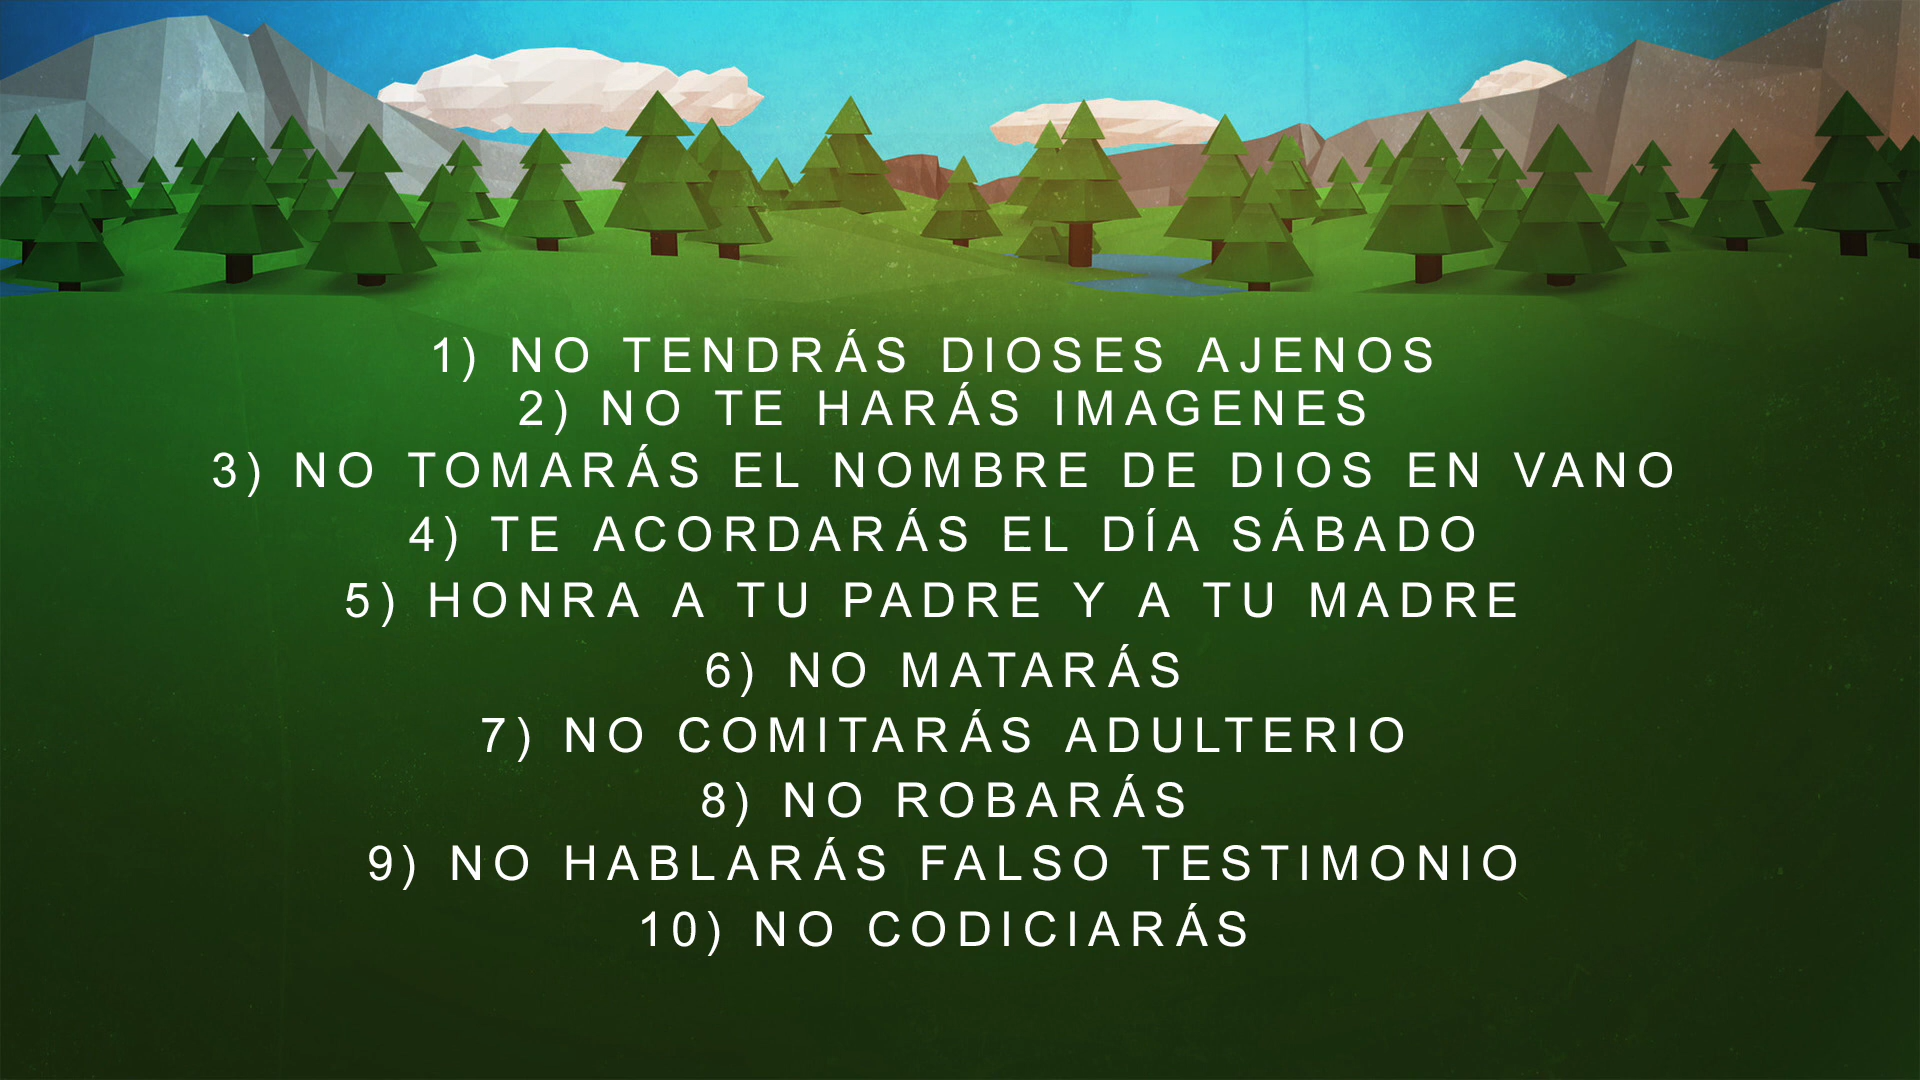 1) NO TENDRÁS DIOSES AJENOS
2) NO TE HARÁS IMAGENES
3) NO TOMARÁS EL NOMBRE DE DIOS EN VANO
4) TE ACORDARÁS EL DÍA SÁBADO
5) HONRA A TU PADRE Y A TU MADRE
6) NO MATARÁS
7) NO COMITARÁS ADULTERIO
8) NO ROBARÁS
9) NO HABLARÁS FALSO TESTIMONIO
10) NO CODICIARÁS